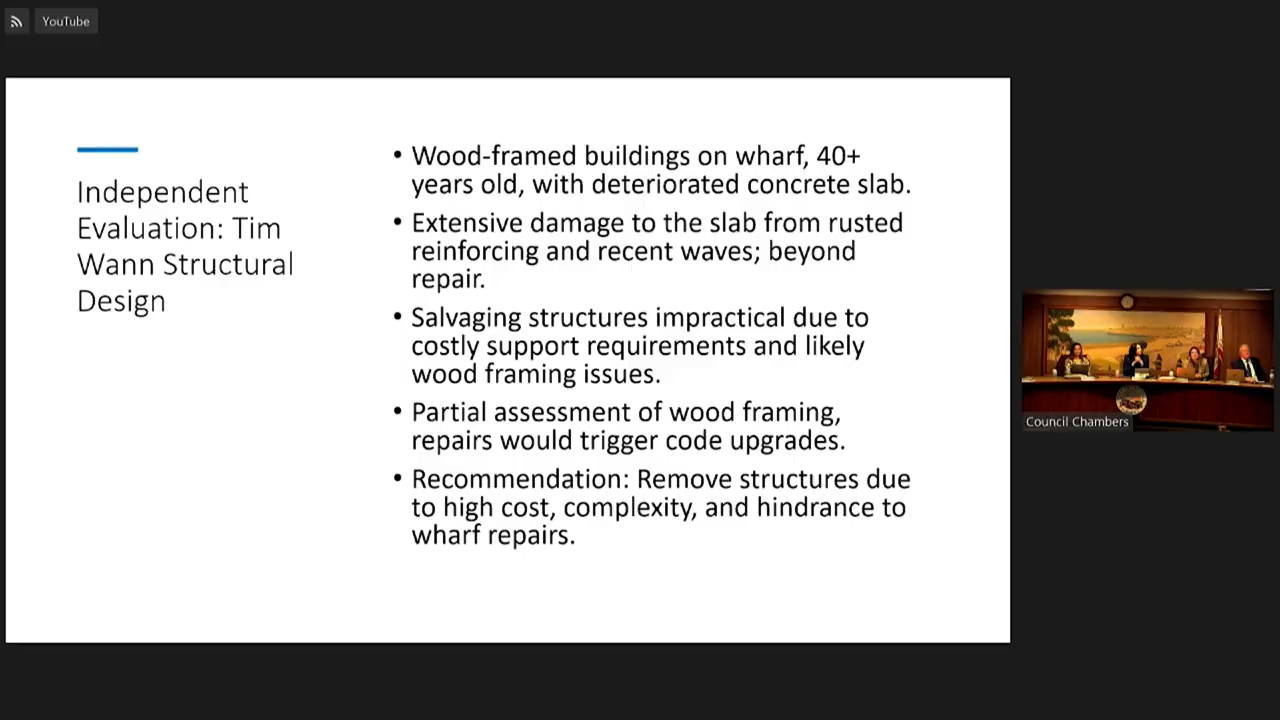 YouTube
Independent
Evaluation: Tim
Wann Structural
Design
• Wood-framed buildings on wharf, 40+
years old, with deteriorated concrete slab.
• Extensive damage to the slab from rusted
reinforcing and recent waves; beyond
repair.
• Salvaging structures impractical due to
costly support requirements and likely
wood framing issues.
• Partial assessment of wood framing,
repairs would trigger code upgrades.
• Recommendation: Remove structures due
to high cost, complexity, and hindrance to
wharf repairs.
Council Chambers